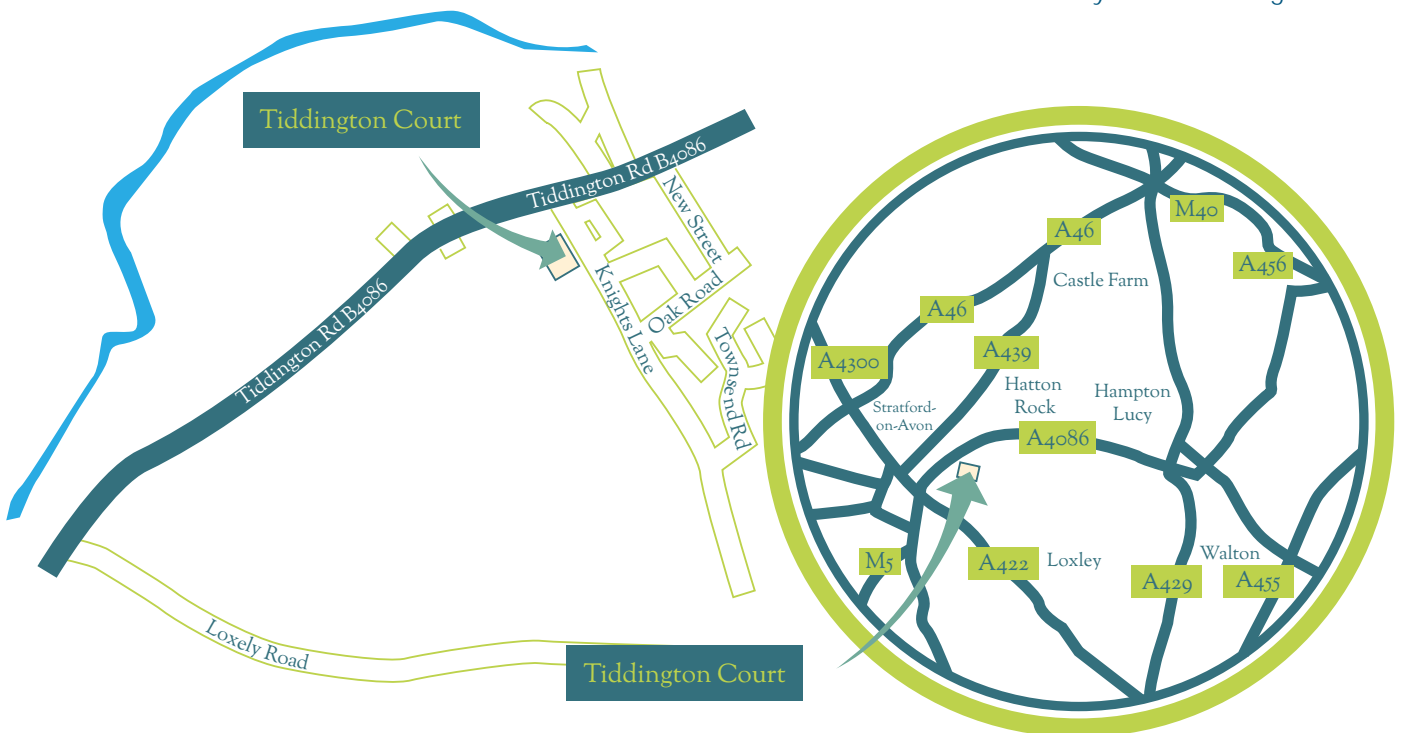 Tiddington Court
Tiddington Rd B4086
New Street
Tiddington Rd B4086
Knights Lane
Oak Road
Townsend Rd
Loxely Road
Tiddington Court
M40
A46
A456
Castle Farm
A46
A439
A4300
Hatton
Rock
Hampton
Lucy
Stratford-
on-Avon
A4086
M5
A422
Loxley
Walton
A429
A455